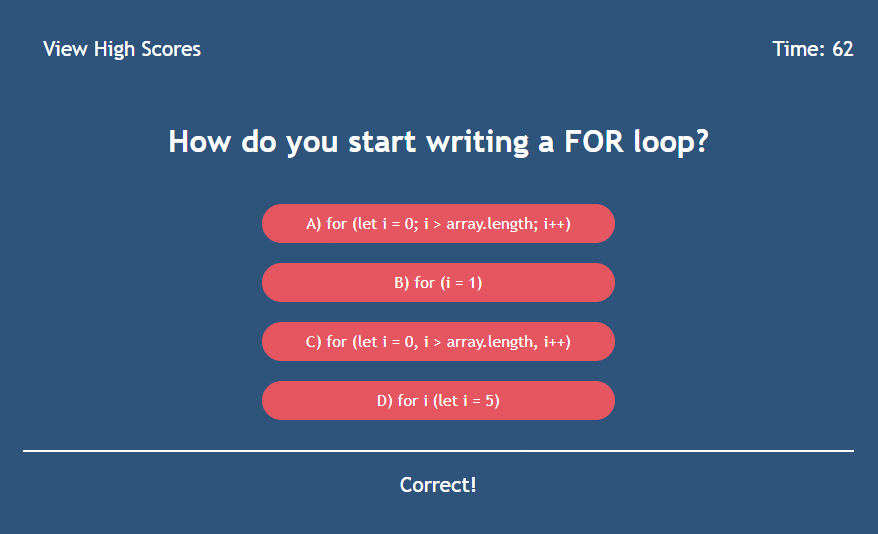 View High Scores
Time: 62
How do you start writing a FOR loop?
A) for (let i = 0; i > array.length; i++)
B) for (i = 1)
C) for (let i = 0, i > array.length, i++)
D) for i (let i = 5)
Correct!